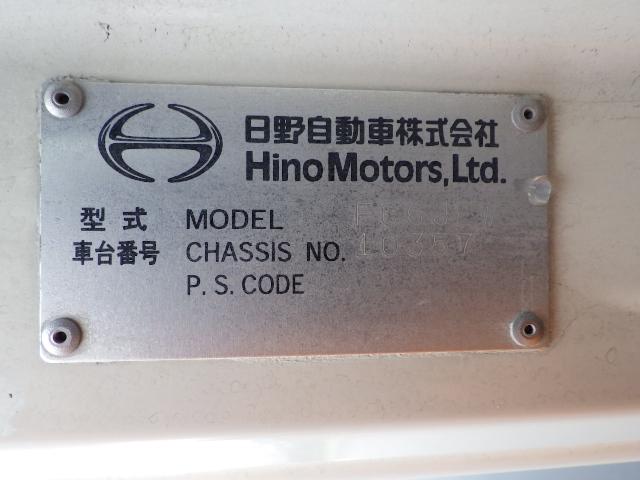 日野自動車株式会社
Hino Motors, Ltd.
型式 MODEL
車台番号 CHASSIS NO. 10357
P. S. CODE